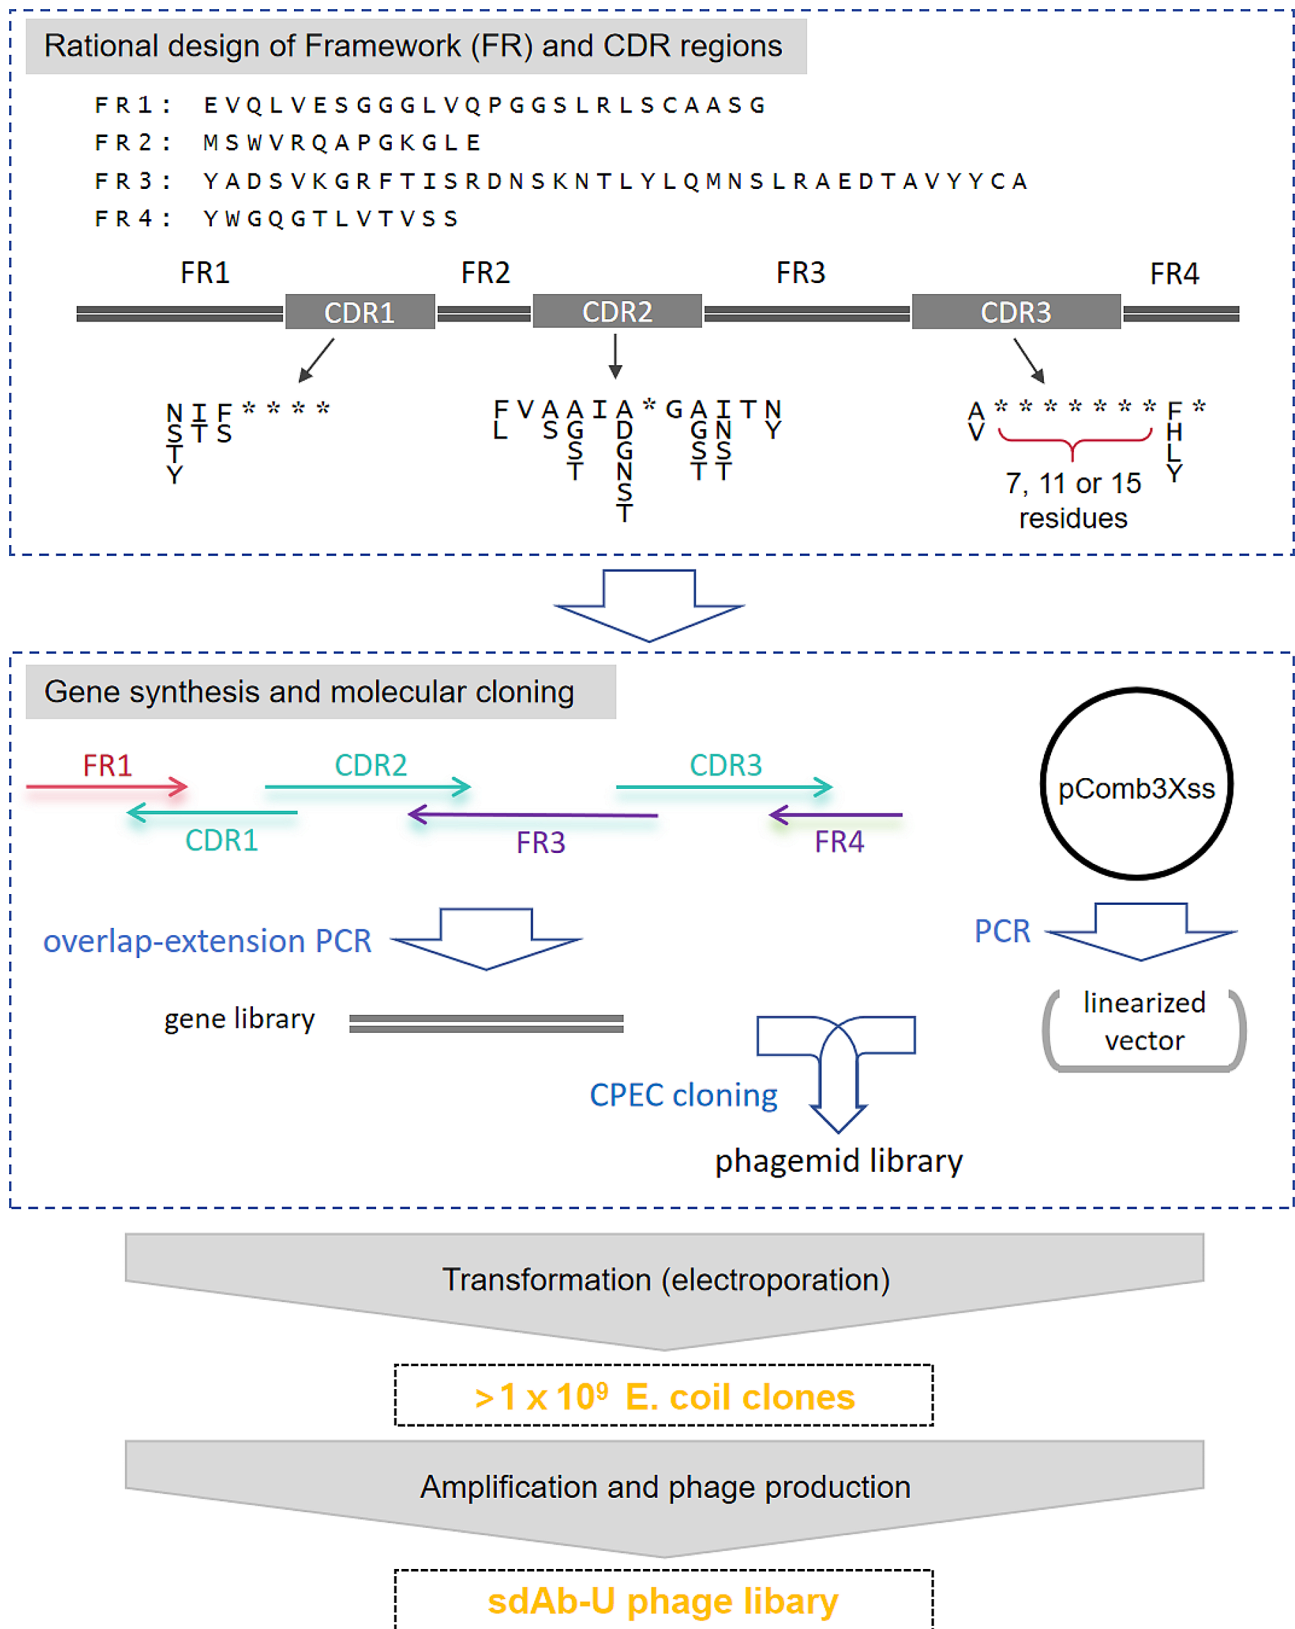 Rational design of Framework (FR) and CDR regions
FR1: EVQLVESGGGLVQPGGSLRLSCAASG
FR2: MSWVRQAPGKGLE
FR3: YADSVKGRFTISRDNSKNTLYLQMNSLRAEDTAVYYCA
FR4: YWGQGTLVTVSS
FR1 FR2 FR3 FR4
CDR1 CDR2 CDR3
N I F * * * *
S T S
T
Y
F V A A I A * G A I T N
L S G D G N Y
S G S S
T N T T
S
T
A * * * * * * * F *
V H
L
Y
7, 11 or 15
residues
Gene synthesis and molecular cloning
FR1 CDR2 CDR3
CDR1 FR3 FR4
pComb3Xss
overlap-extension PCR
PCR
gene library
linearized
vector
CPEC cloning
phagemid library
Transformation (electroporation)
>1 x 10⁹ E. coil clones
Amplification and phage production
sdAb-U phage libary